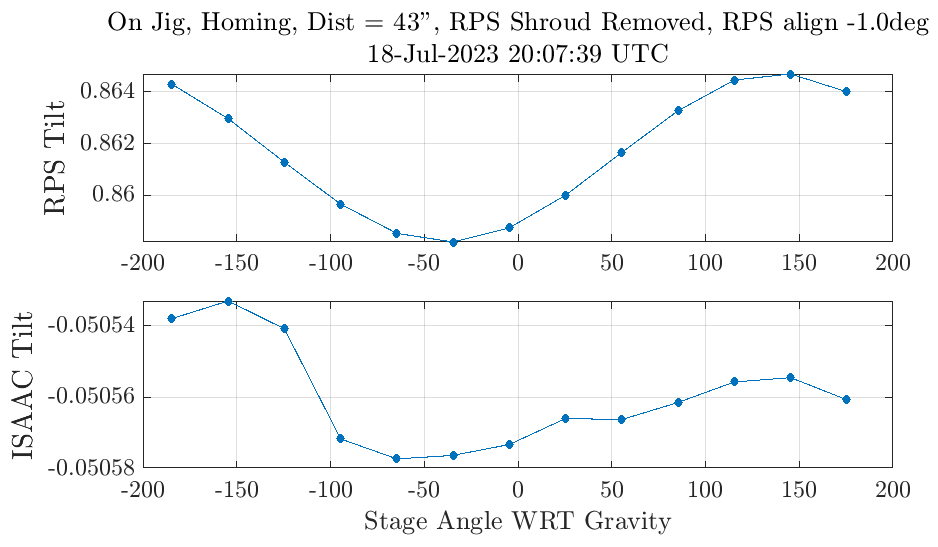 On Jig, Homing, Dist = 43”, RPS Shroud Removed, RPS align -1.0deg
18-Jul-2023 20:07:39 UTC
RPS Tilt
0.864
0.862
0.86
-200 -150 -100 -50 0 50 100 150 200
ISAAC Tilt
-0.05054
-0.05056
-0.05058
-200 -150 -100 -50 0 50 100 150 200
Stage Angle WRT Gravity